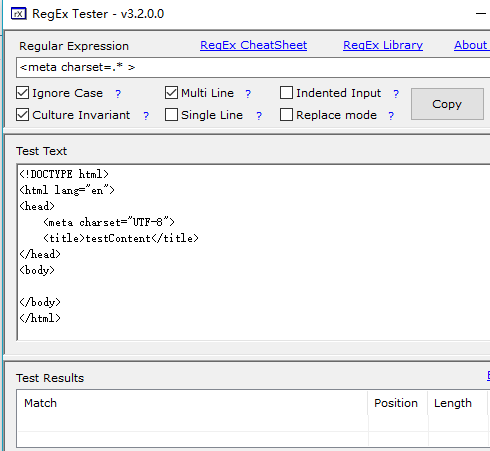 rX RegEx Tester - v3.2.0.0
Regular Expression RegEx CheatSheet RegEx Library About
<meta charset=.* >
Ignore Case ? Multi Line ? Indented Input ? Copy
Culture Invariant ? Single Line ? Replace mode ?
Test Text
<!DOCTYPE html>
<html lang="en">
<head>
    <meta charset="UTF-8">
    <title>testContent</title>
</head>
<body>
</body>
</html>
Test Results
Match Position Length